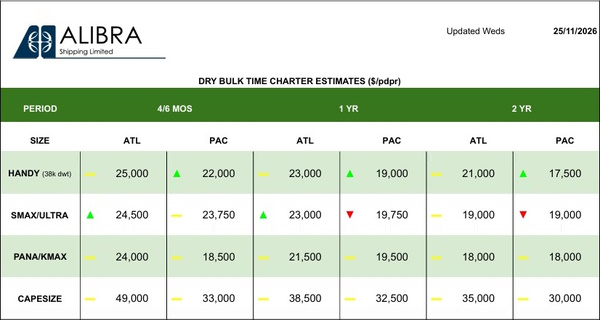 ALIBRA
Shipping Limited
Updated Weds 25/11/2026
DRY BULK TIME CHARTER ESTIMATES ($/pdpr)
PERIOD 4/6 MOS 1 YR 2 YR
SIZE ATL PAC ATL PAC ATL PAC
HANDY (38k dwt) 25,000 22,000 23,000 19,000 21,000 17,500
SMAX/ULTRA 24,500 23,750 23,000 19,750 19,000 19,000
PANA/KMAX 24,000 18,500 21,500 19,500 18,000 18,000
CAPESIZE 49,000 33,000 38,500 32,500 35,000 30,000